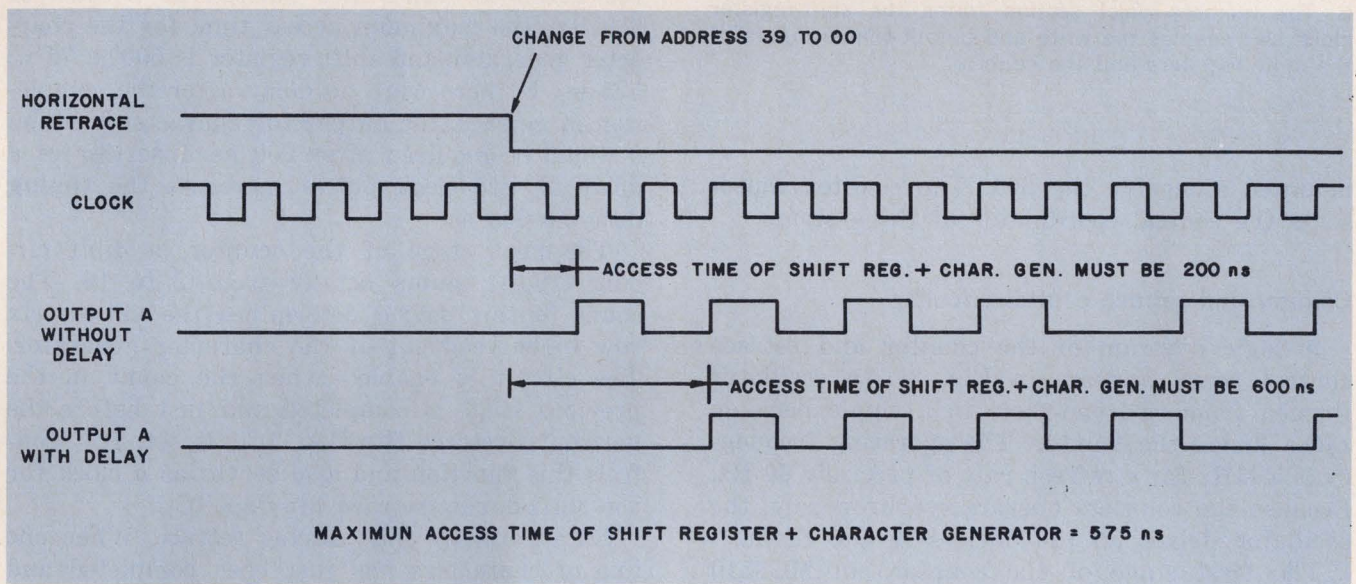 CHANGE FROM ADDRESS 39 TO 00
HORIZONTAL
RETRACE
CLOCK
ACCESS TIME OF SHIFT REG. + CHAR. GEN. MUST BE 200 ns
OUTPUT A
WITHOUT
DELAY
ACCESS TIME OF SHIFT REG. + CHAR. GEN. MUST BE 600 ns
OUTPUT A
WITH DELAY
MAXIMUN ACCESS TIME OF SHIFT REGISTER + CHARACTER GENERATOR = 575 ns